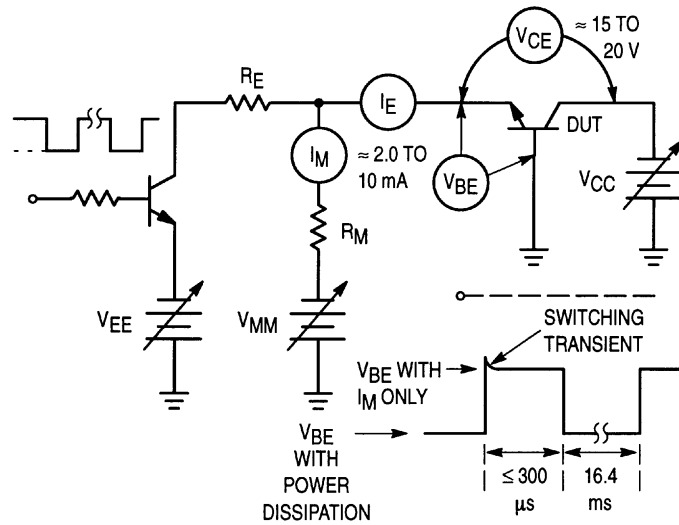 V_CE
≈ 15 TO
20 V
R_E
I_E
DUT
I_M
≈ 2.0 TO
10 mA
V_BE
V_CC
R_M
V_EE
V_MM
SWITCHING
TRANSIENT
V_BE WITH
I_M ONLY
V_BE
WITH
POWER
DISSIPATION
≤ 300
μs
16.4
ms